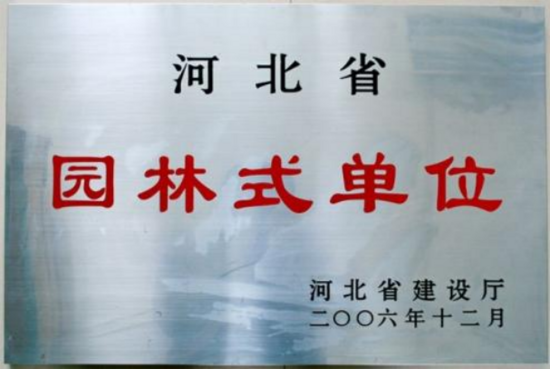 河北省
园林式单位
河北省建设厅
二〇〇六年十二月